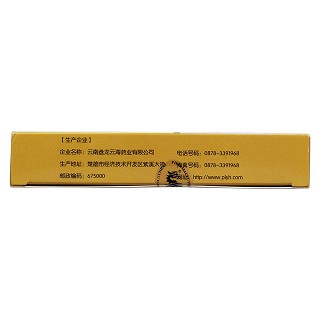 【生产企业】
企业名称：云南盘龙云海药业有限公司 电话号码：0878-3391968
生产地址：楚雄市经济技术开发区紫溪大道 传真号码：0878-3391968
邮政编码：675000 网址：http://www.plyh.com